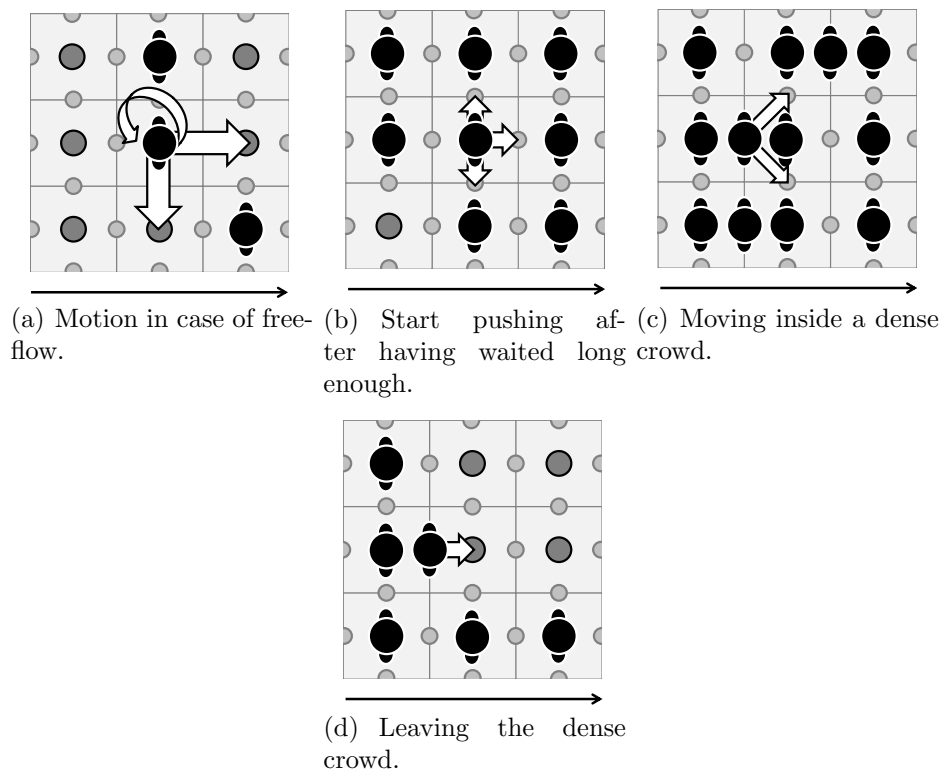 (a) Motion in case of free-
flow.
(b) Start pushing af-
ter having waited long
enough.
(c) Moving inside a dense
crowd.
(d) Leaving the dense
crowd.